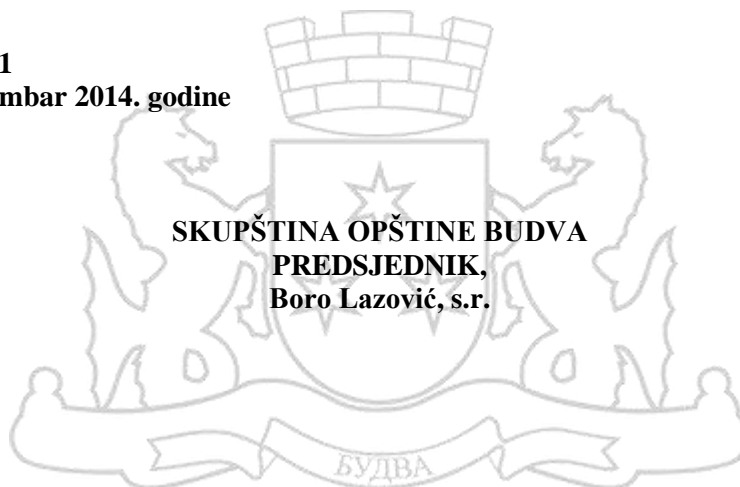 1
mbar 2014. godine
SKUPŠTINA OPŠTINE BUDVA
PREDSJEDNIK,
Boro Lazović, s.r.
БУДВА